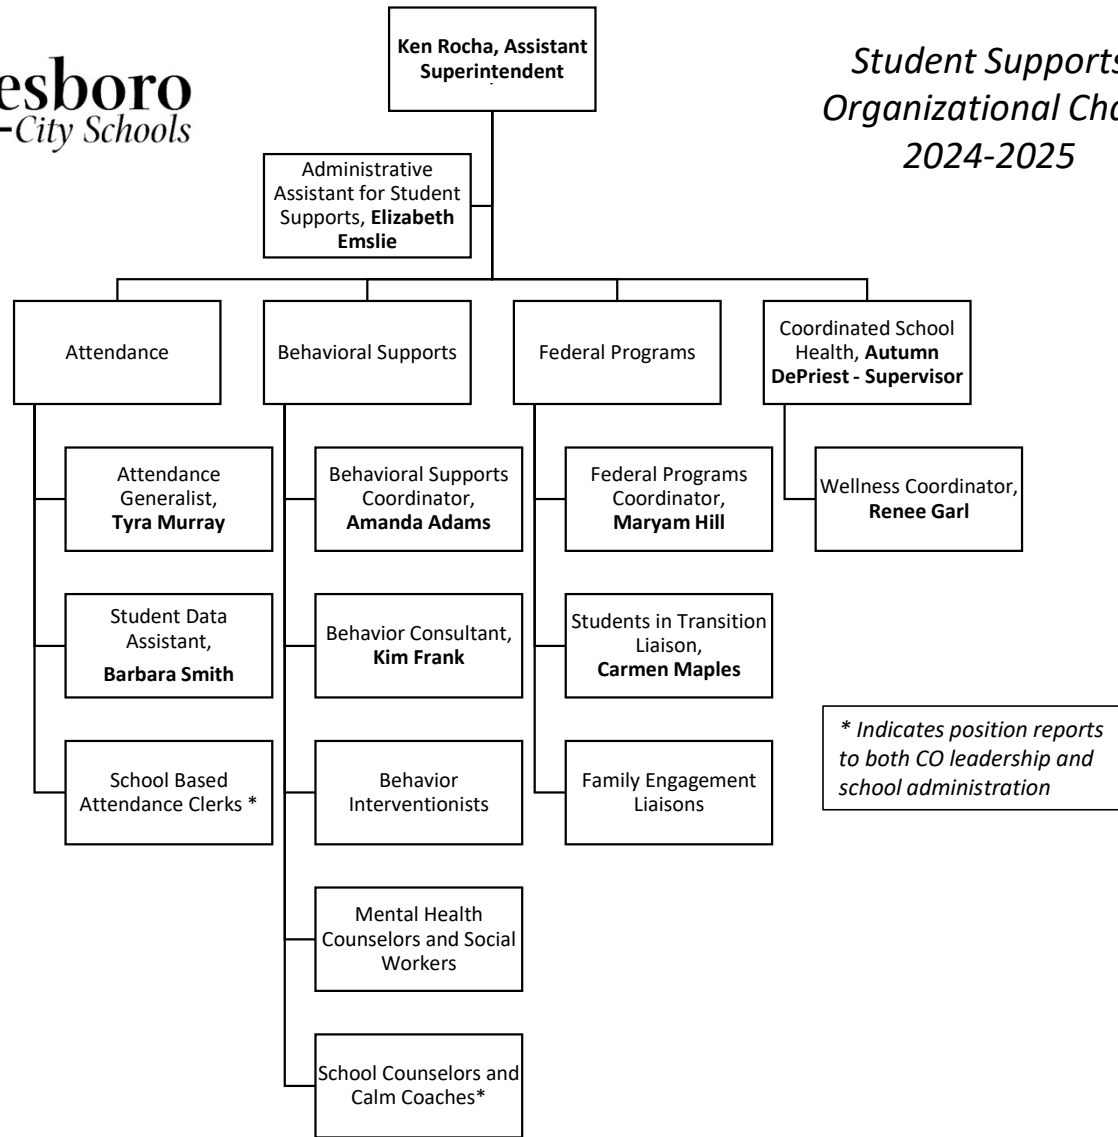 Ken Rocha, Assistant
Superintendent
esboro
City Schools
Student Supports
Organizational
2024-2025
Administrative
Assistant for Student
Supports, Elizabeth
Emslie
Attendance
Behavioral Supports
Federal Programs
Coordinated School
Health, Autumn
DePriest - Supervisor
Attendance
Generalist,
Tyra Murray
Behavioral Supports
Coordinator,
Amanda Adams
Federal Programs
Coordinator,
Maryam Hill
Wellness Coordinator,
Renee Garl
Student Data
Assistant,
Barbara Smith
Behavior Consultant,
Kim Frank
Students in Transition
Liaison,
Carmen Maples
School Based
Attendance Clerks *
Behavior
Interventionists
Family Engagement
Liaisons
* Indicates position reports
to both CO leadership and
school administration
Mental Health
Counselors and Social
Workers
School Counselors and
Calm Coaches*